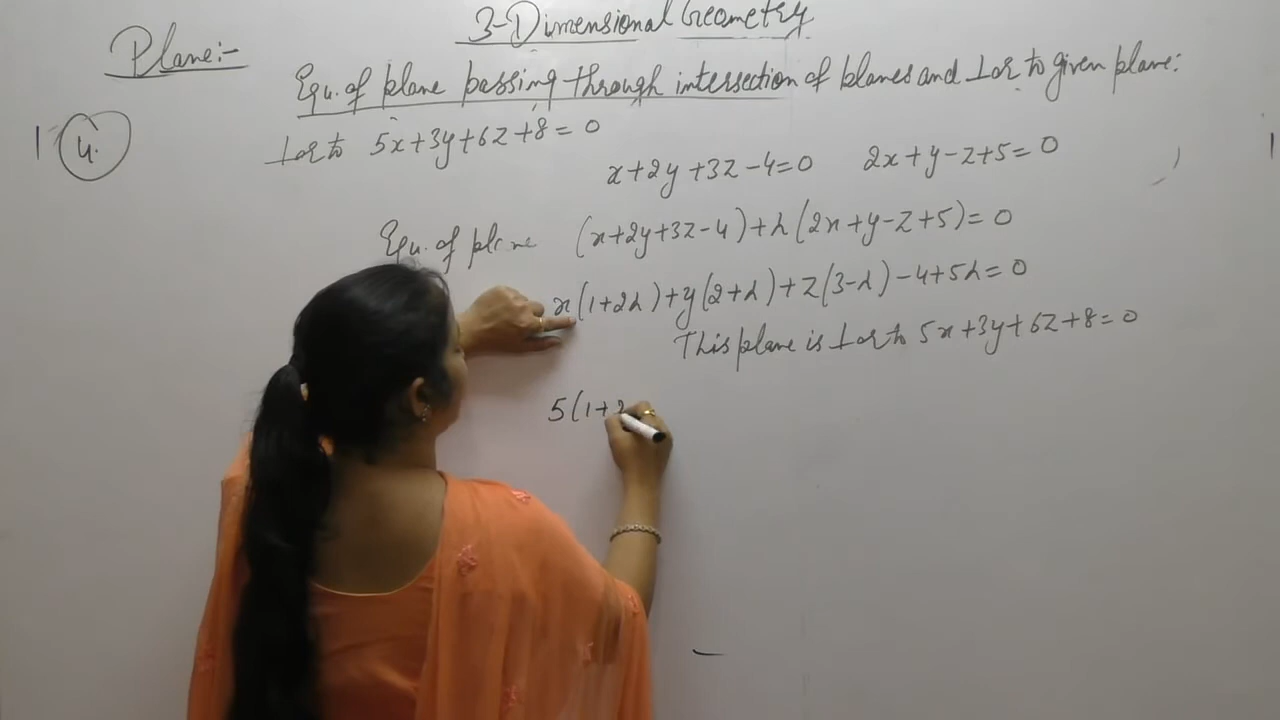 3-Dimensional Geometry
Plane:-
Equ. of plane passing through intersection of planes and ⊥ar to given plane:
4. ⊥ar to 5x+3y+6z+8=0
x+2y+3z-4=0 2x+y-z+5=0
Equ. of plane (x+2y+3z-4)+λ(2x+y-z+5)=0
x(1+2λ)+y(2+λ)+z(3-λ)-4+5λ=0
This plane is ⊥ar to 5x+3y+6z+8=0
5(1+2